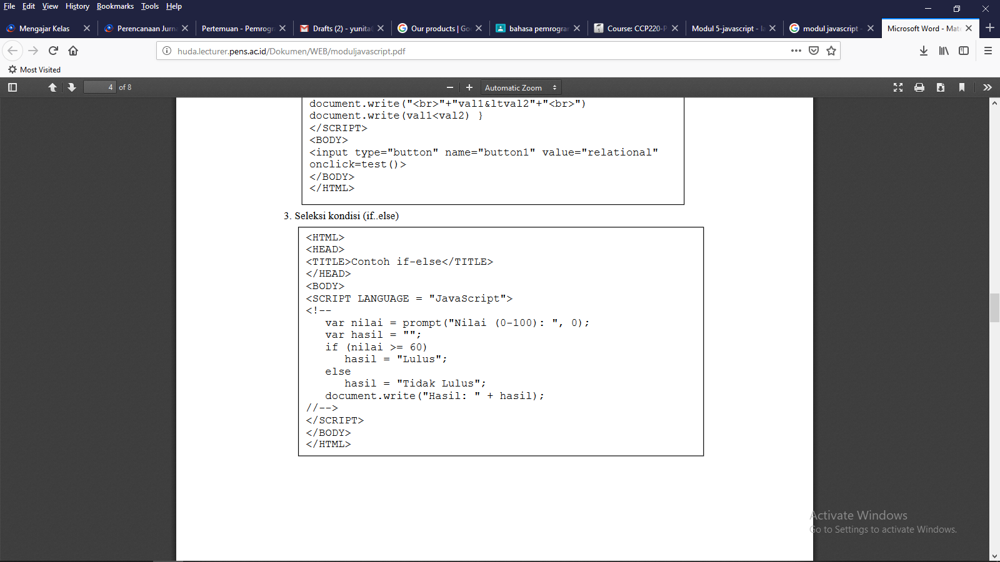 File Edit View History Bookmarks Tools Help
Mengajar Kelas
Perencanaan Jurn
Pertemuan - Pemrogr
Drafts (2) - yunita
Our products | Go
bahasa pemrogra
Course: CCP220-P
Modul 5-javascript - la
modul javascript -
Microsoft Word - Mate
huda.lecturer.pens.ac.id/Dokumen/WEB/moduljavascript.pdf
Most Visited
4 of 8
Automatic Zoom
document.write("<br>"+"val1&ltval2"+"<br>")
document.write(val1<val2) }
</SCRIPT>
<BODY>
<input type="button" name="button1" value="relational"
onclick=test()>
</BODY>
</HTML>
3. Seleksi kondisi (if..else)
<HTML>
<HEAD>
<TITLE>Contoh if-else</TITLE>
</HEAD>
<BODY>
<SCRIPT LANGUAGE = "JavaScript">
<!--
var nilai = prompt("Nilai (0-100): ", 0);
var hasil = "";
if (nilai >= 60)
hasil = "Lulus";
else
hasil = "Tidak Lulus";
document.write("Hasil: " + hasil);
//-->
</SCRIPT>
</BODY>
</HTML>
Activate Windows
Go to Settings to activate Windows.